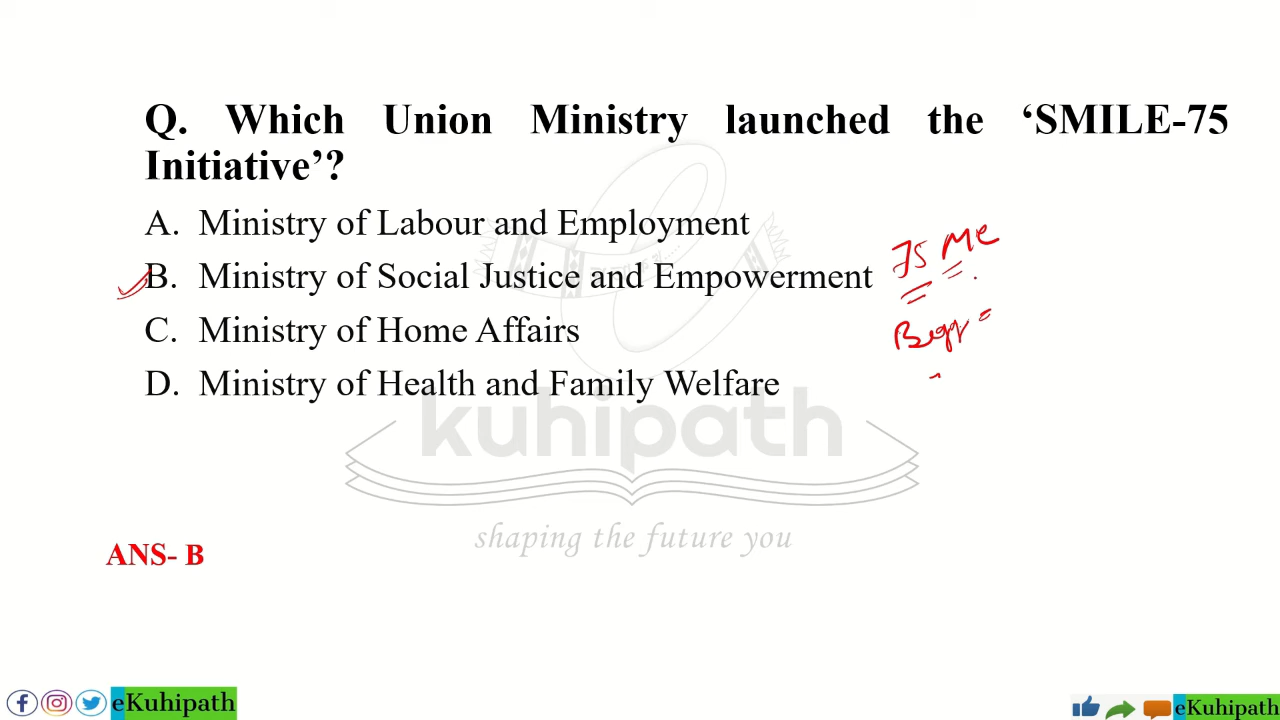 Q. Which Union Ministry launched the ‘SMILE-75
Initiative’?
A. Ministry of Labour and Employment
B. Ministry of Social Justice and Empowerment
C. Ministry of Home Affairs
D. Ministry of Health and Family Welfare
75 Me
Begg
kuhipath
shaping the future you
ANS- B
eKuhipath
eKuhipath